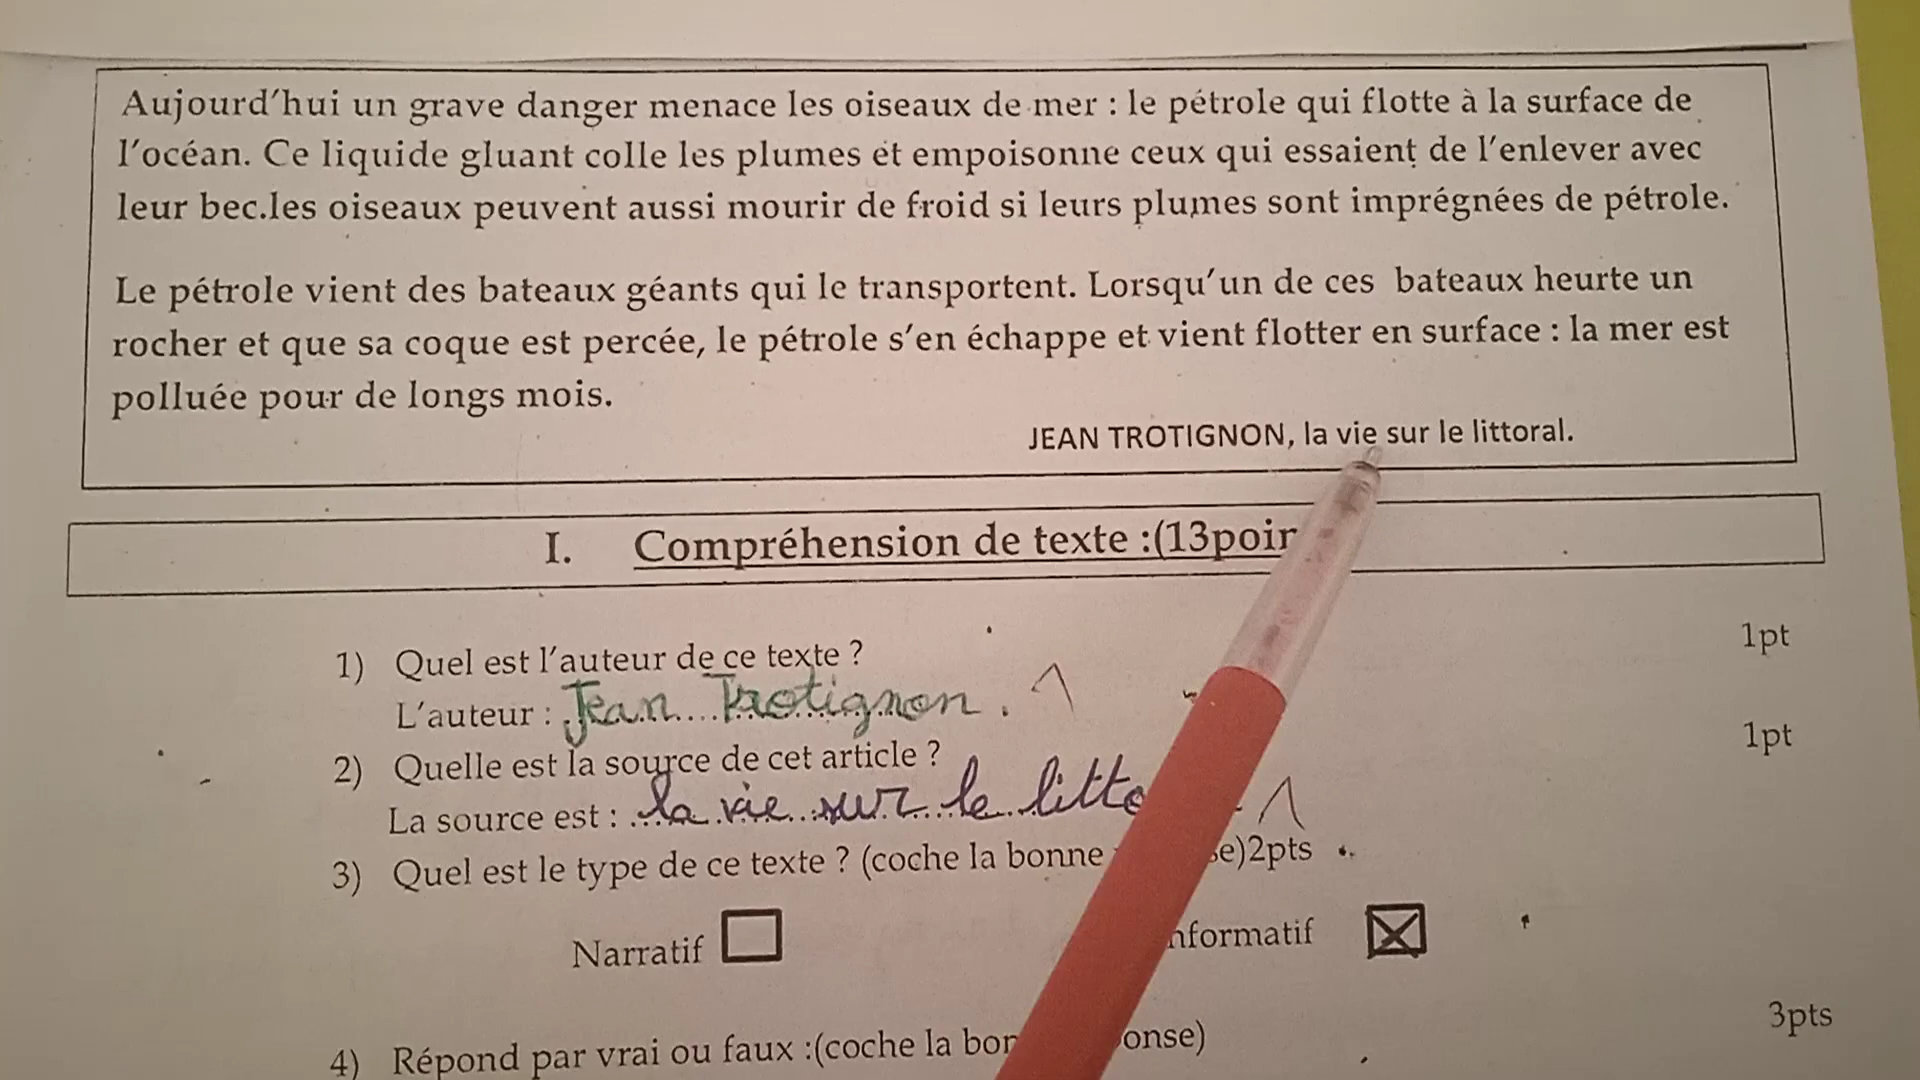 Aujourd'hui un grave danger menace les oiseaux de mer : le pétrole qui flotte à la surface de
l'océan. Ce liquide gluant colle les plumes et empoisonne ceux qui essaient de l'enlever avec
leur bec.les oiseaux peuvent aussi mourir de froid si leurs plumes sont imprégnées de pétrole.
Le pétrole vient des bateaux géants qui le transportent. Lorsqu'un de ces bateaux heurte un
rocher et que sa coque est percée, le pétrole s'en échappe et vient flotter en surface : la mer est
polluée pour de longs mois.
JEAN TROTIGNON, la vie sur le littoral.
I. Compréhension de texte :(13poin
1) Quel est l'auteur de ce texte ? 1pt
L'auteur : Jean Trotignon. 1
2) Quelle est la source de cet article ? 1pt
La source est : la vie sur le litto 1
3) Quel est le type de ce texte ? (coche la bonne se)2pts
Narratif nformatif
4) Répond par vrai ou faux :(coche la bon onse) 3pts